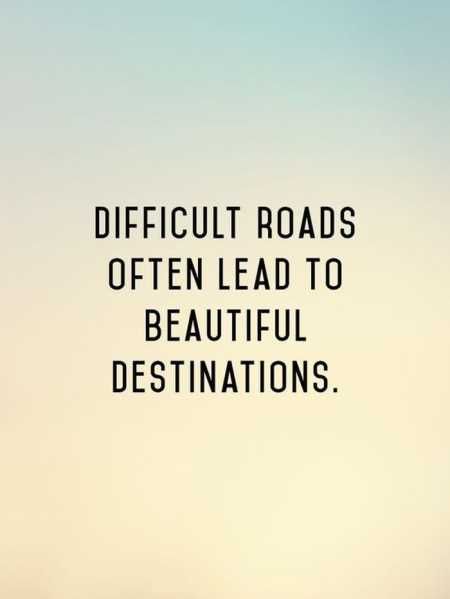 DIFFICULT ROADS
OFTEN LEAD TO
BEAUTIFUL
DESTINATIONS.